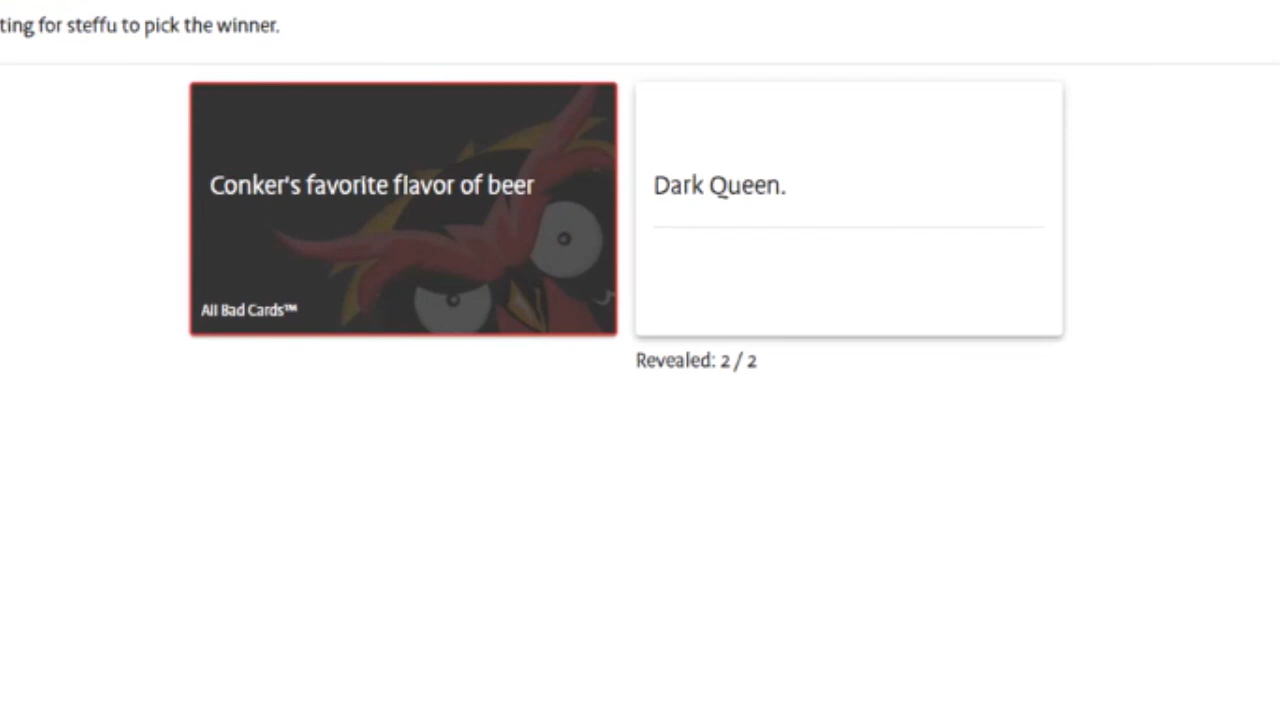 ting for steffu to pick the winner.
Conker's favorite flavor of beer
All Bad Cards™
Dark Queen.
Revealed: 2 / 2